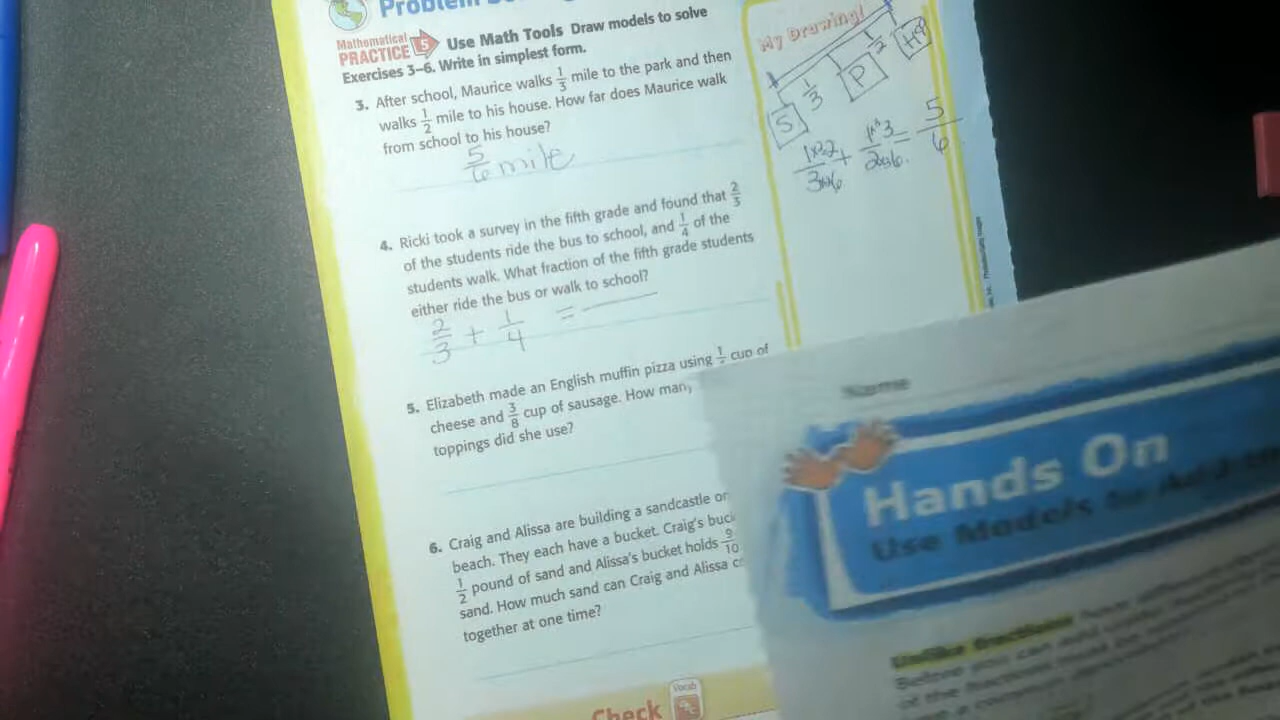 Problem
Mathematical
PRACTICE 5 Use Math Tools Draw models to solve
Exercises 3–6. Write in simplest form.
3. After school, Maurice walks 1/3 mile to the park and then
walks 1/2 mile to his house. How far does Maurice walk
from school to his house?
5/6 mile
4. Ricki took a survey in the fifth grade and found that 2/3
of the students ride the bus to school, and 1/4 of the
students walk. What fraction of the fifth grade students
either ride the bus or walk to school?
2/3 + 1/4 =
5. Elizabeth made an English muffin pizza using cup of
cheese and 3/8 cup of sausage. How
toppings did she use?
6. Craig and Alissa are building a sandcastle
beach. They each have a bucket. Craig's
1/2 pound of sand and Alissa's bucket holds 9/10
sand. How much sand can Craig and Alissa
together at one time?
Check
Vocab
My Drawing!
S 1/3 P 1/2
5/6
Name
Hands On
Use Models to
Unlike fractions